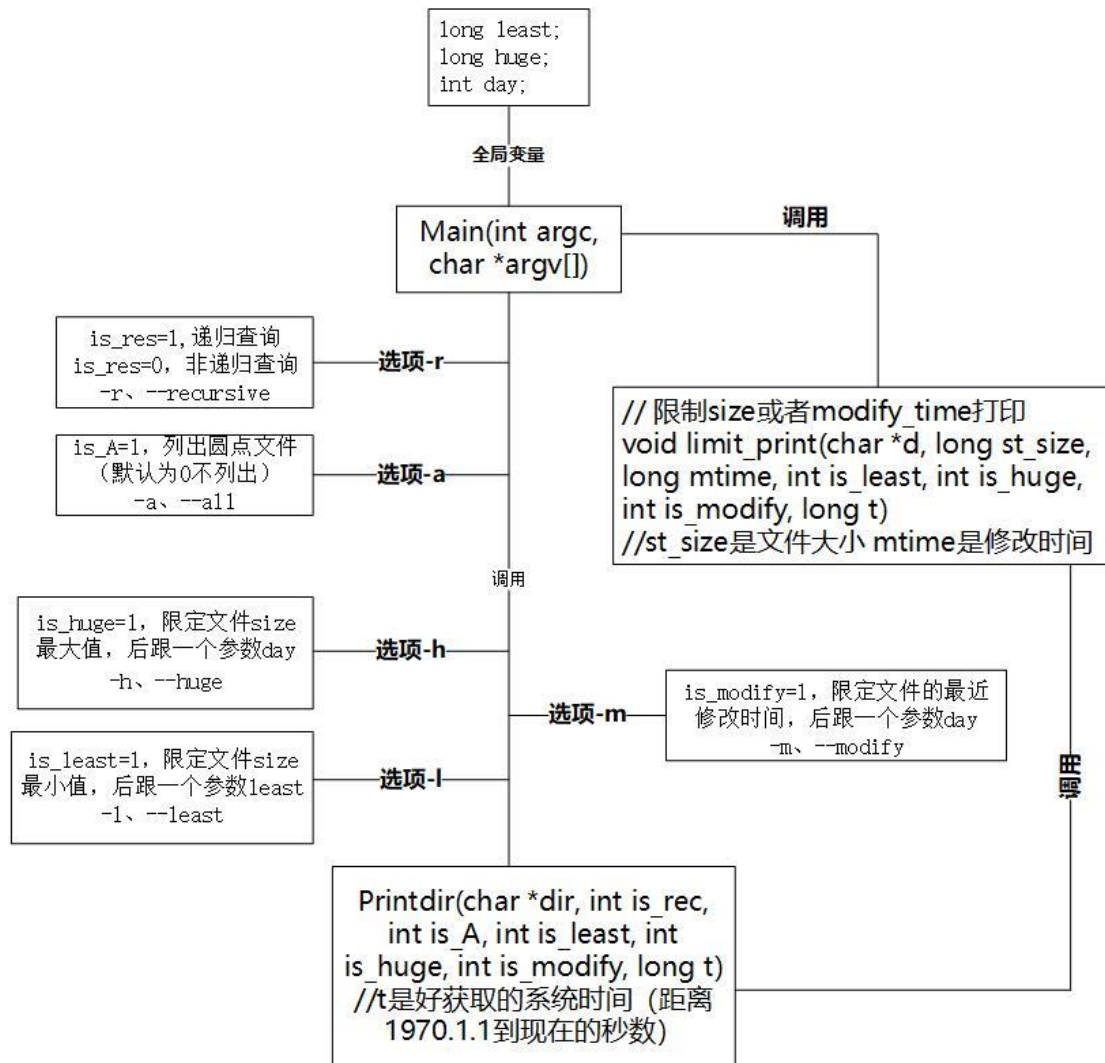 long least;
long huge;
int day;
全局变量
Main(int argc,
char *argv[])
调用
is_res=1,递归查询
is_res=0，非递归查询
-r、--recursive
选项-r
is_A=1，列出圆点文件
（默认为0不列出）
-a、--all
选项-a
// 限制size或者modify_time打印
void limit_print(char *d, long st_size,
long mtime, int is_least, int is_huge,
int is_modify, long t)
//st_size是文件大小 mtime是修改时间
调用
is_huge=1，限定文件size
最大值，后跟一个参数day
-h、--huge
选项-h
选项-m
is_modify=1，限定文件的最近
修改时间，后跟一个参数day
-m、--modify
is_least=1，限定文件size
最小值，后跟一个参数least
-l、--least
选项-l
调用
Printdir(char *dir, int is_rec,
int is_A, int is_least, int
is_huge, int is_modify, long t)
//t是好获取的系统时间（距离
1970.1.1到现在的秒数）